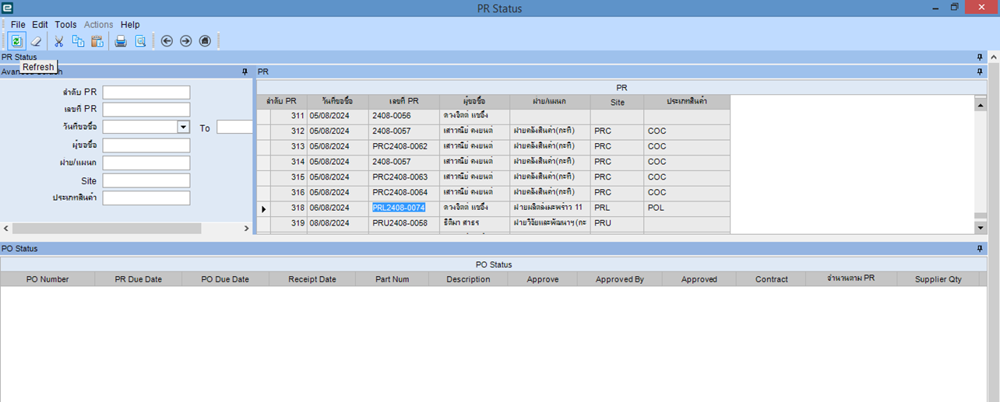 PR Status
File Edit Tools Actions Help
PR Status
Refresh
PR
PR
ลำดับ PR
เลขที่ PR
วันที่ขอซื้อ To
ผู้ขอซื้อ
ฝ่าย/แผนก
Site
ประเภทสินค้า
ลำดับ PR วันที่ขอซื้อ เลขที่ PR ผู้ขอซื้อ ฝ่าย/แผนก Site ประเภทสินค้า
311 05/08/2024 2408-0056 ดวงจิตต์ แซอึ้ง
312 05/08/2024 2408-0057 เสาวณีย์ คงยนต์ ฝ่ายคลังสินค้า(กะทิ) PRC COC
313 05/08/2024 PRC2408-0062 เสาวณีย์ คงยนต์ ฝ่ายคลังสินค้า(กะทิ) PRC COC
314 05/08/2024 2408-0057 เสาวณีย์ คงยนต์ ฝ่ายคลังสินค้า(กะทิ) PRC COC
315 05/08/2024 PRC2408-0063 เสาวณีย์ คงยนต์ ฝ่ายคลังสินค้า(กะทิ) PRC COC
316 05/08/2024 PRC2408-0064 เสาวณีย์ คงยนต์ ฝ่ายคลังสินค้า(กะทิ) PRC COC
318 06/08/2024 PRL2408-0074 ดวงจิตต์ แซอึ้ง ฝ่ายผลิตล้งมะพร้าว 11 PRL POL
319 08/08/2024 PRU2408-0058 ธิติมา สาธร ฝ่ายวิจัยและพัฒนาฯ(กะ PRU
PO Status
PO Status
PO Number PR Due Date PO Due Date Receipt Date Part Num Description Approve Approved By Approved Contract จำนวนตาม PR Supplier Qty